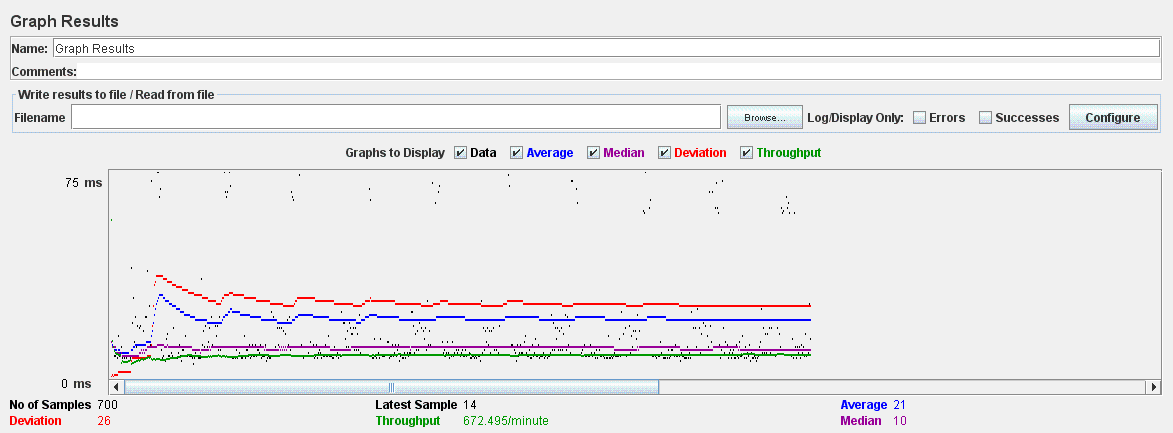 Graph Results
Name: Graph Results
Comments:
Write results to file / Read from file
Filename Browse... Log/Display Only: Errors Successes Configure
Graphs to Display Data Average Median Deviation Throughput
75 ms
0 ms
No of Samples 700 Latest Sample 14 Average 21
Deviation 26 Throughput 672.495/minute Median 10